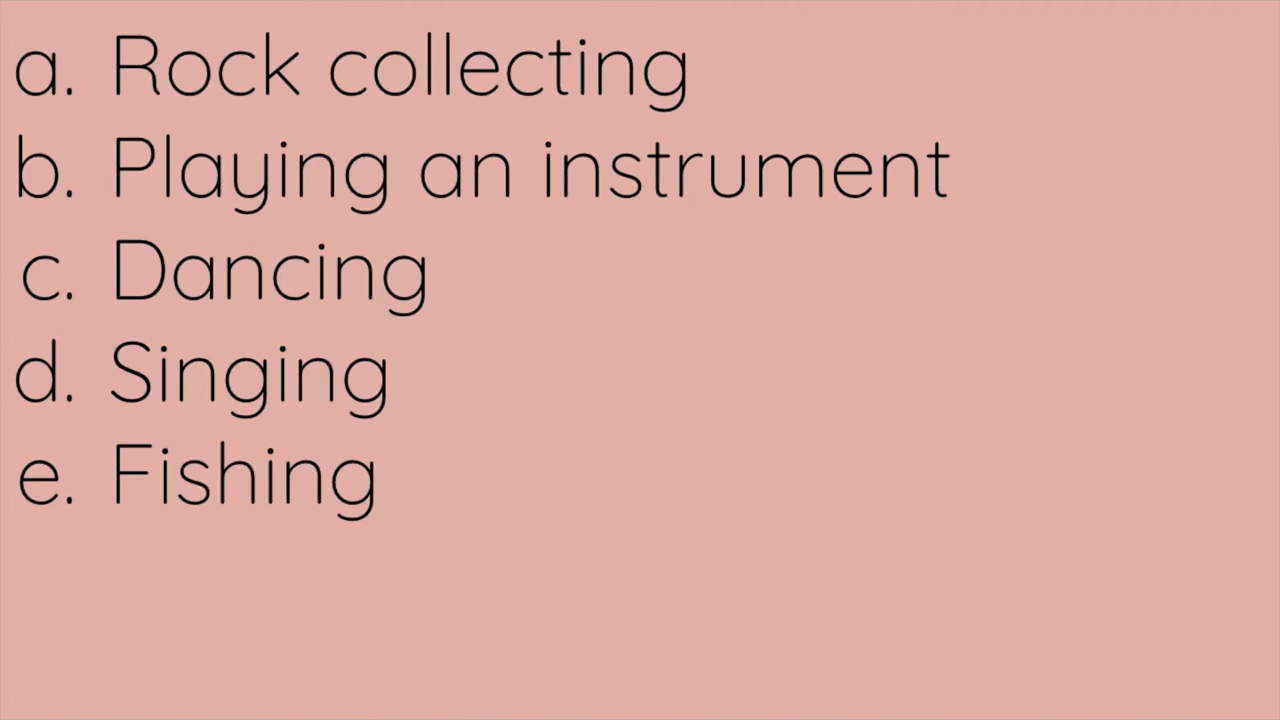 a. Rock collecting
b. Playing an instrument
c. Dancing
d. Singing
e. Fishing